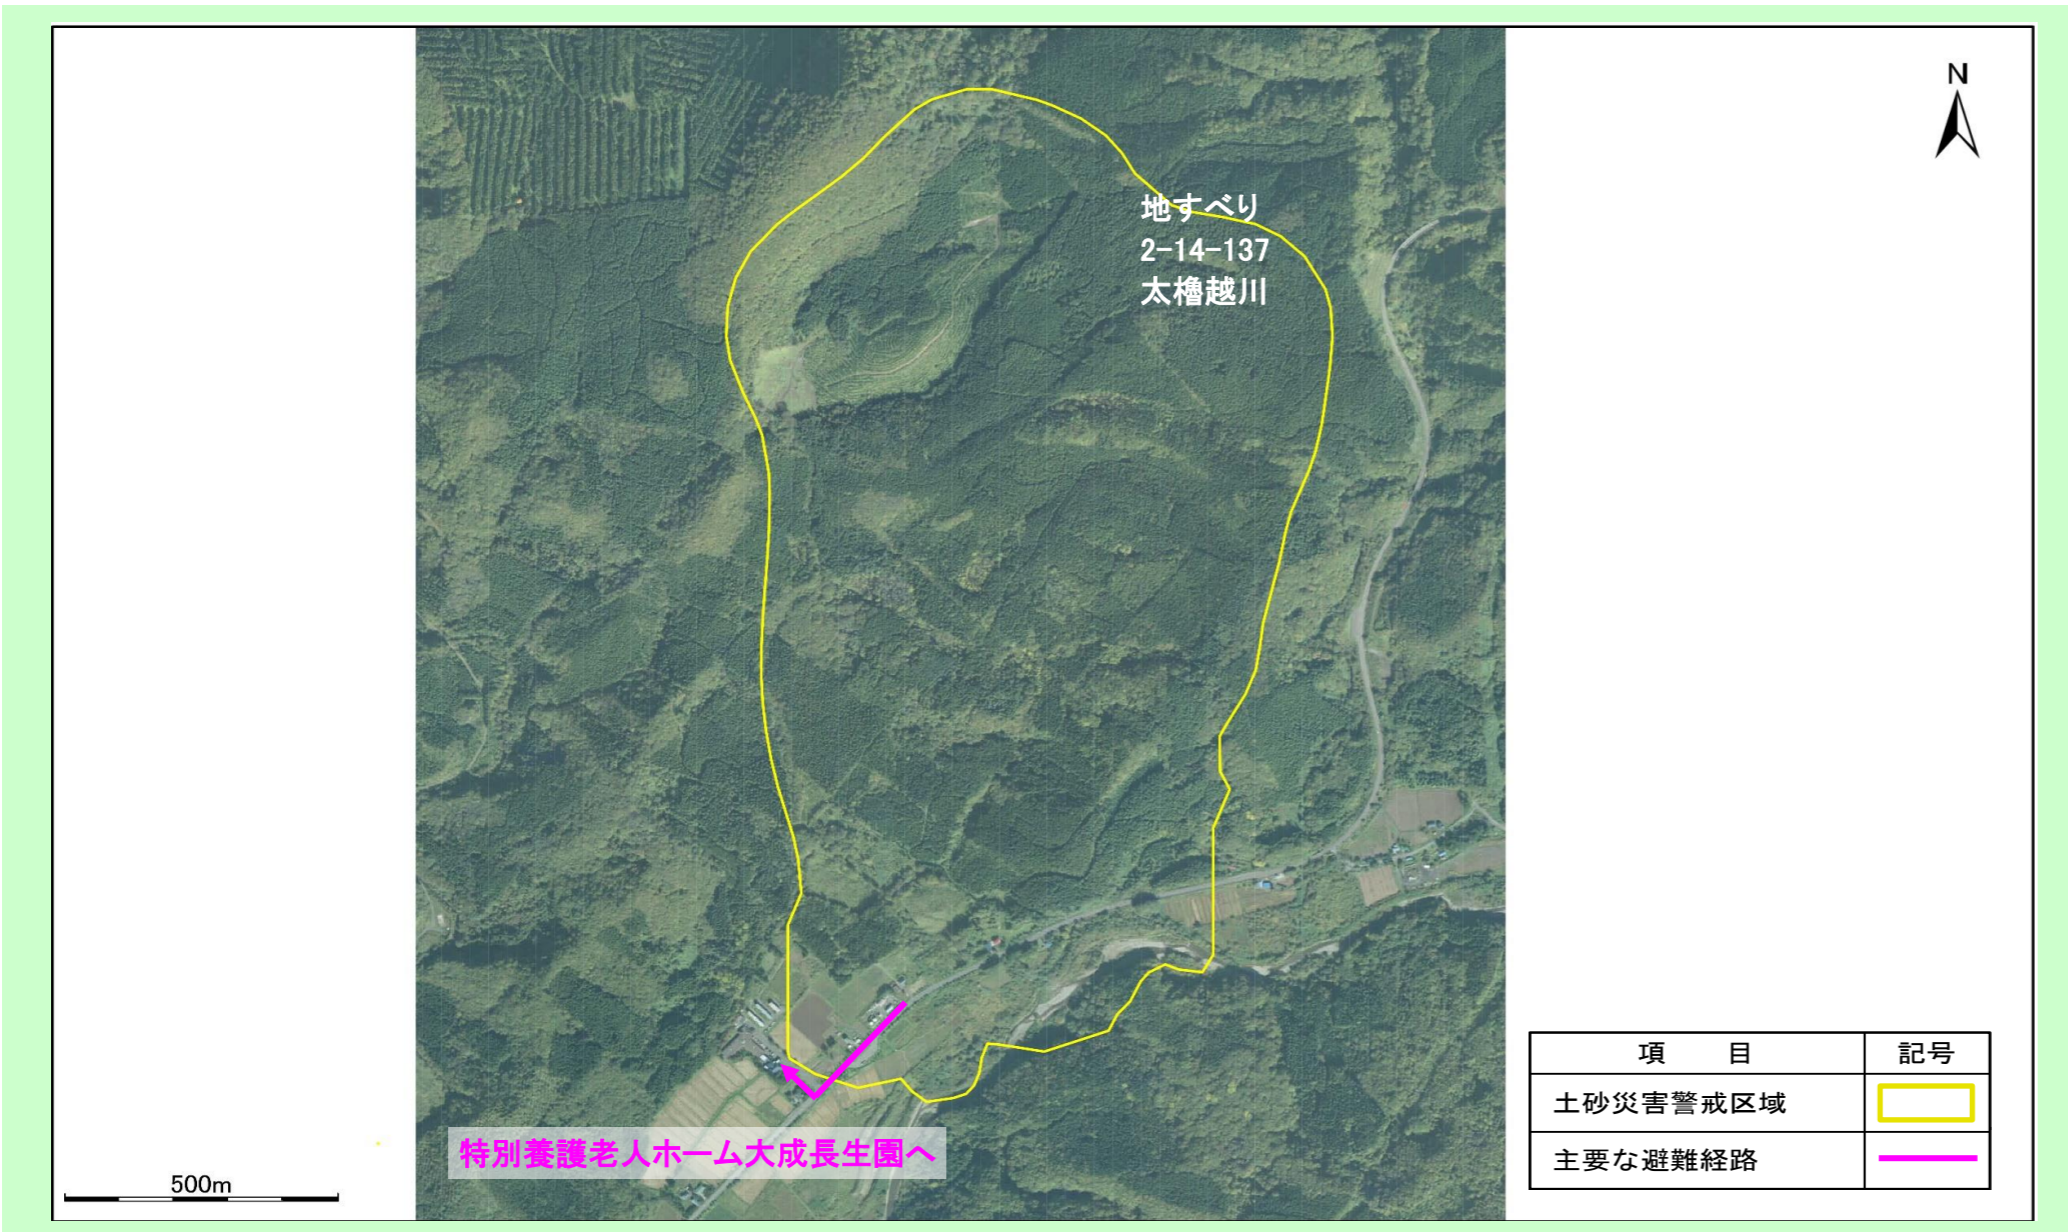 N
地すべり
2-14-137
太櫓越川
特別養護老人ホーム大成長生園へ
500m
項 目 記号
土砂災害警戒区域
主要な避難経路